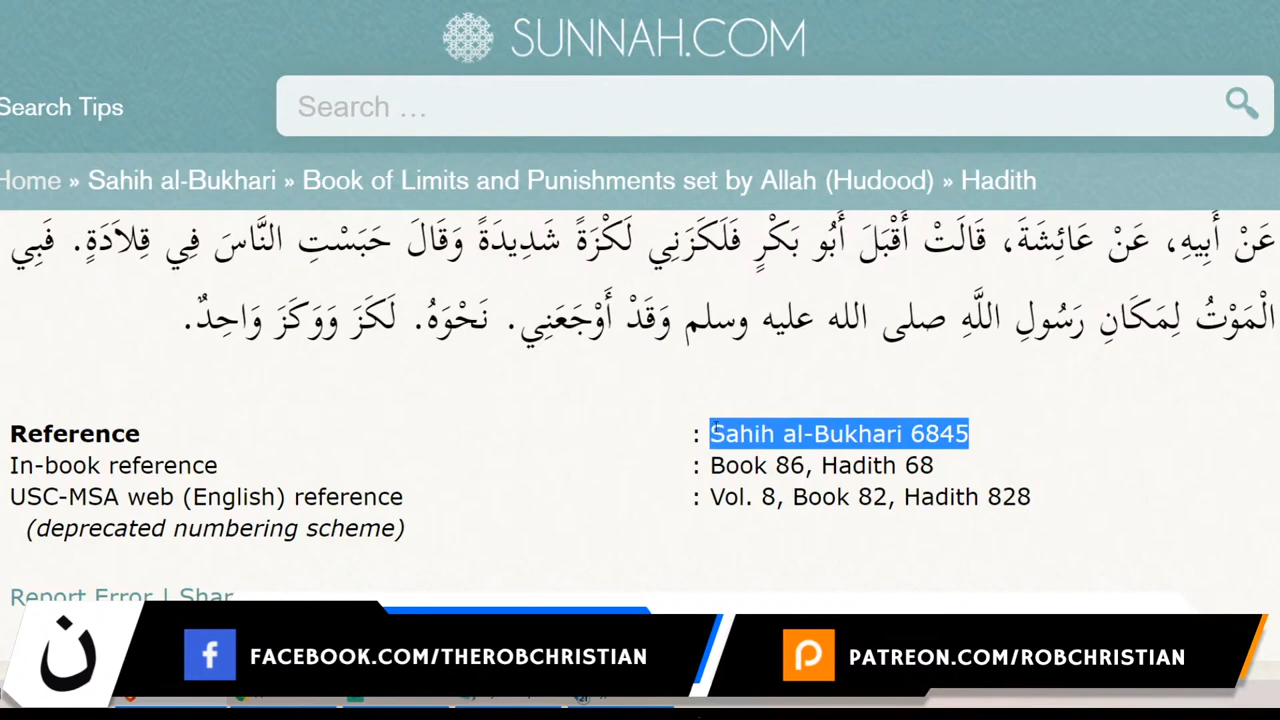 SUNNAH.COM
Search Tips
Search ...
Home » Sahih al-Bukhari » Book of Limits and Punishments set by Allah (Hudood) » Hadith
عَنْ أَبِيهِ، عَنْ عَائِشَةَ، قَالَتْ أَقْبَلَ أَبُو بَكْرٍ فَلَكَزَنِي لَكْزَةً شَدِيدَةً وَقَالَ حَبَسْتِ النَّاسَ فِي قِلاَدَةٍ‏.‏ فَبِي
الْمَوْتُ لِمَكَانِ رَسُولِ اللَّهِ صلى الله عليه وسلم وَقَدْ أَوْجَعَنِي‏.‏ نَحْوَهُ‏.‏ لَكَزَ وَوَكَزَ وَاحِدٌ‏.‏
Reference : Sahih al-Bukhari 6845
In-book reference : Book 86, Hadith 68
USC-MSA web (English) reference : Vol. 8, Book 82, Hadith 828
(deprecated numbering scheme)
Report Error | Shar
ن f FACEBOOK.COM/THEROBCHRISTIAN PATREON.COM/ROBCHRISTIAN